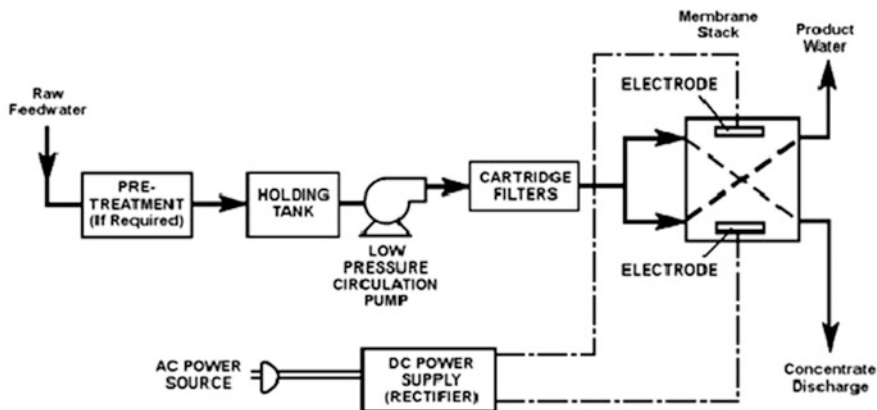 Raw
Feedwater
PRE-
TREATMENT
(If Required)
HOLDING
TANK
LOW
PRESSURE
CIRCULATION
PUMP
CARTRIDGE
FILTERS
Membrane
Stack
ELECTRODE
ELECTRODE
Product
Water
Concentrate
Discharge
AC POWER
SOURCE
DC POWER
SUPPLY
(RECTIFIER)